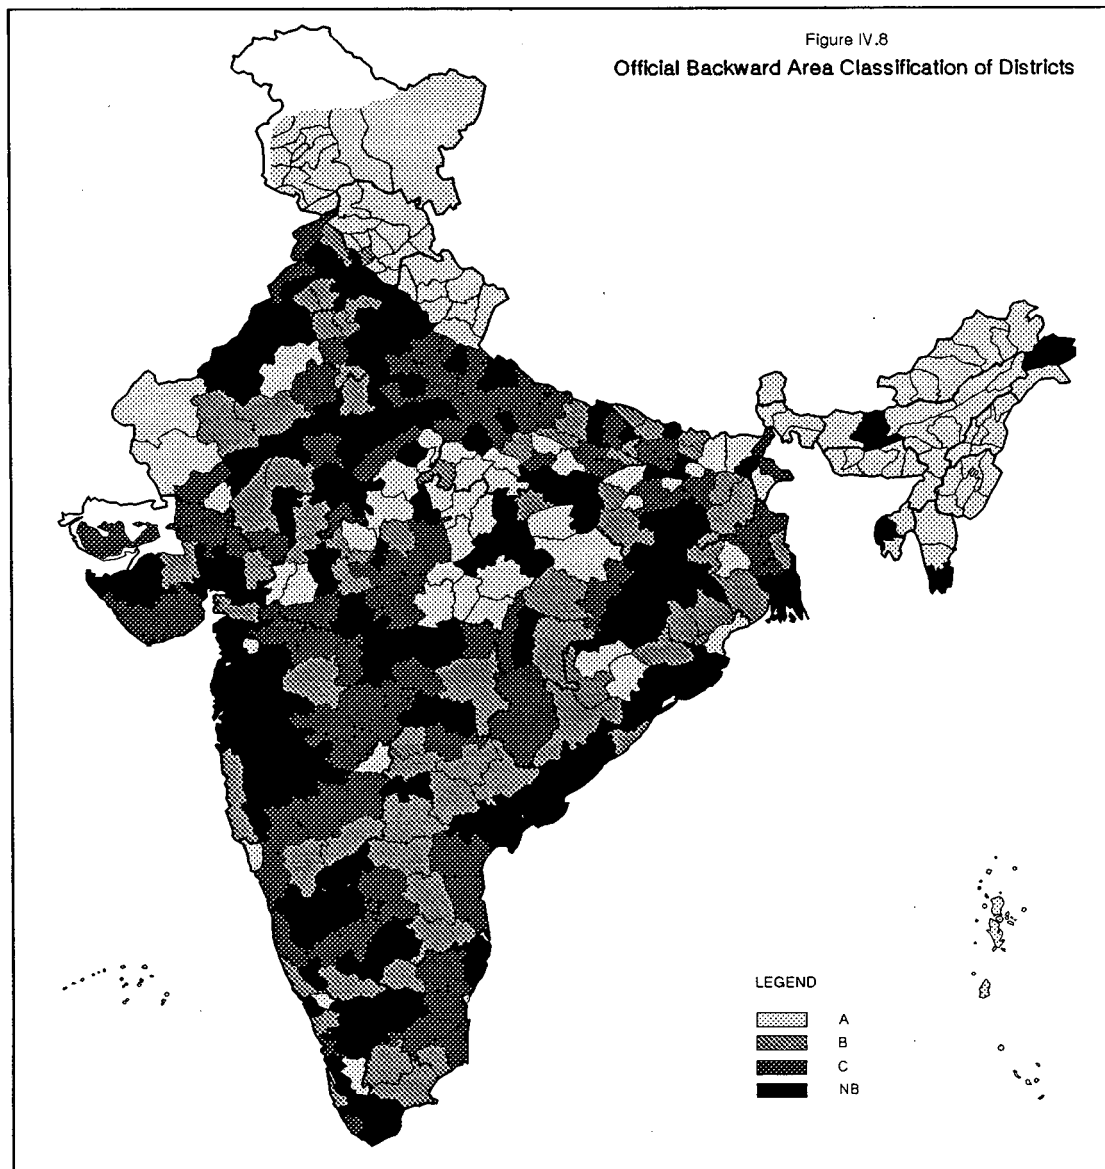 Figure IV.8
Official Backward Area Classification of Districts
LEGEND
A
B
C
NB